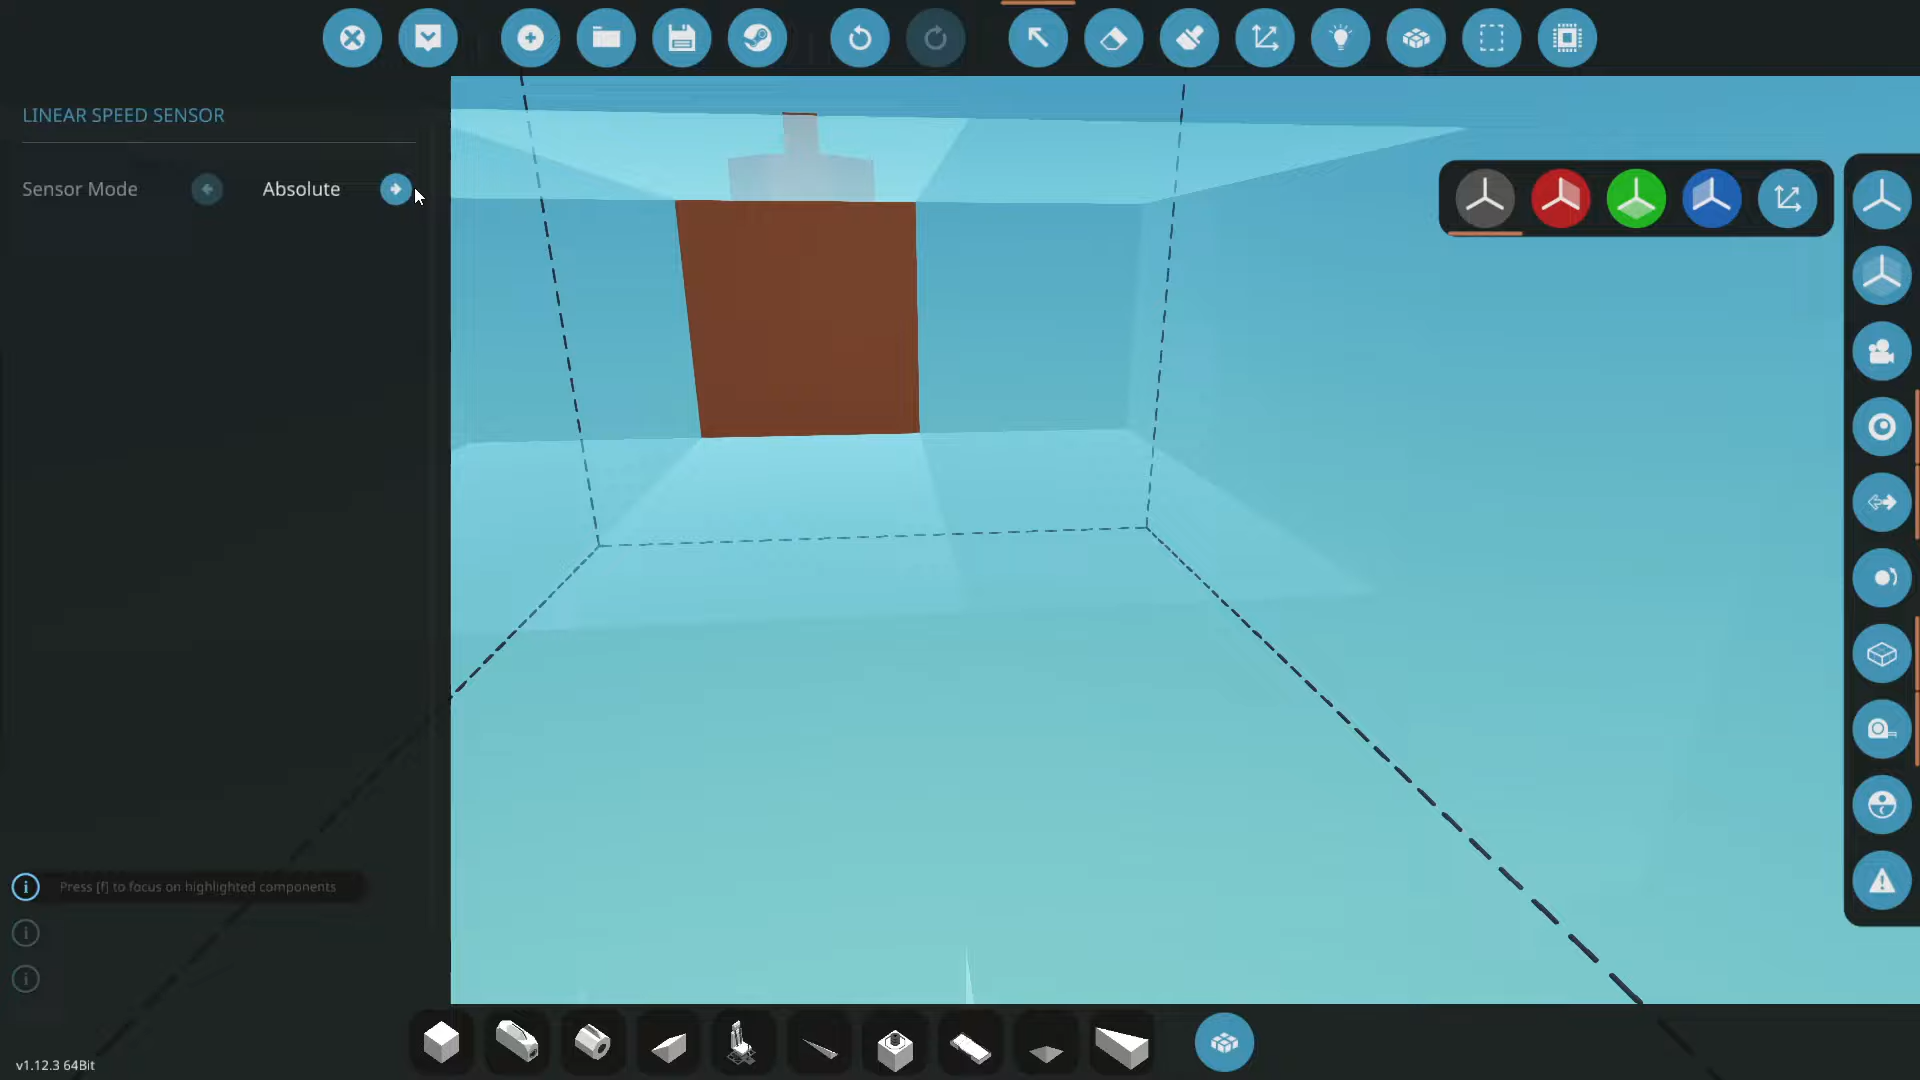 LINEAR SPEED SENSOR
Sensor Mode Absolute
Press [f] to focus on highlighted components
v1.12.3 64Bit